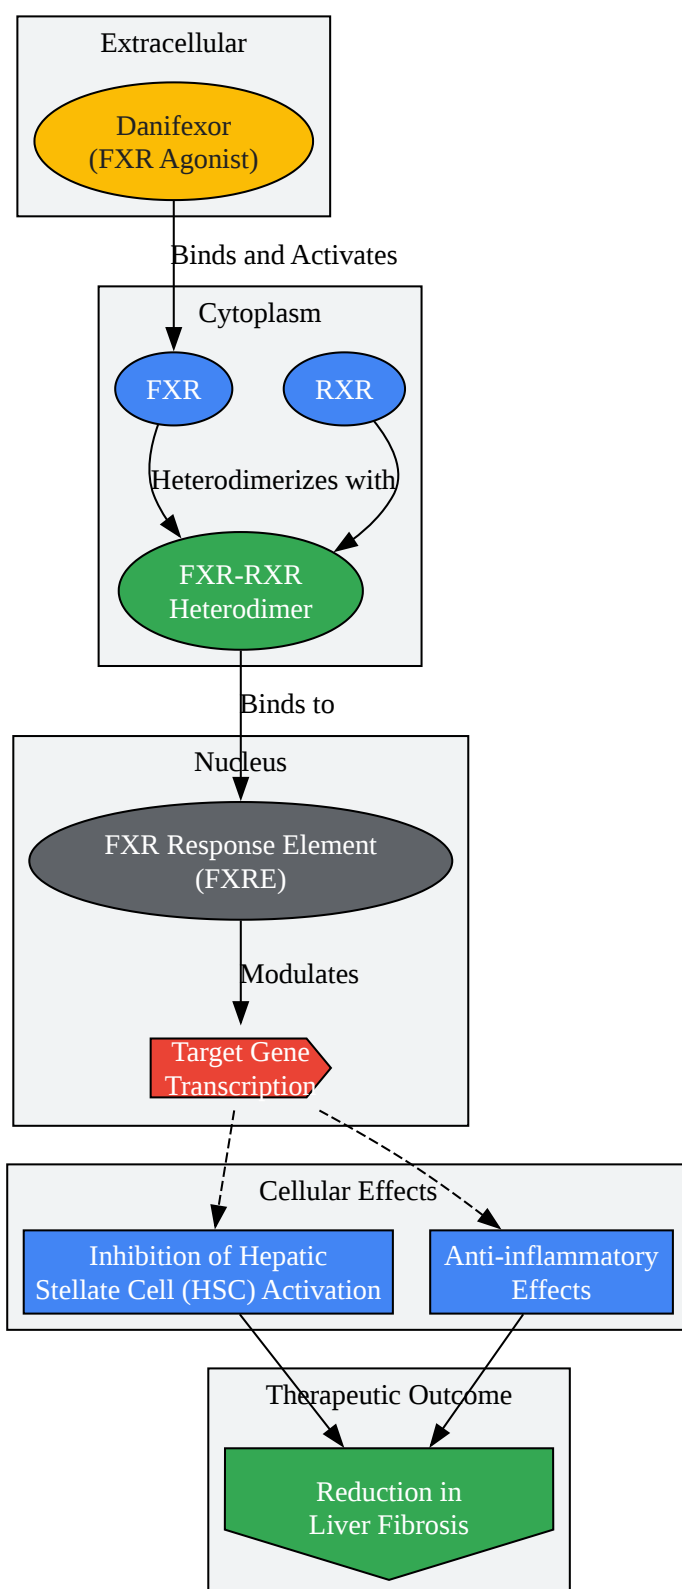 Extracellular
Danifexor
(FXR Agonist)
Binds and Activates
Cytoplasm
FXR
RXR
Heterodimerizes with
FXR-RXR
Heterodimer
Binds to
Nucleus
FXR Response Element
(FXRE)
Modulates
Target Gene
Transcription
Cellular Effects
Inhibition of Hepatic
Stellate Cell (HSC) Activation
Anti-inflammatory
Effects
Therapeutic Outcome
Reduction in
Liver Fibrosis